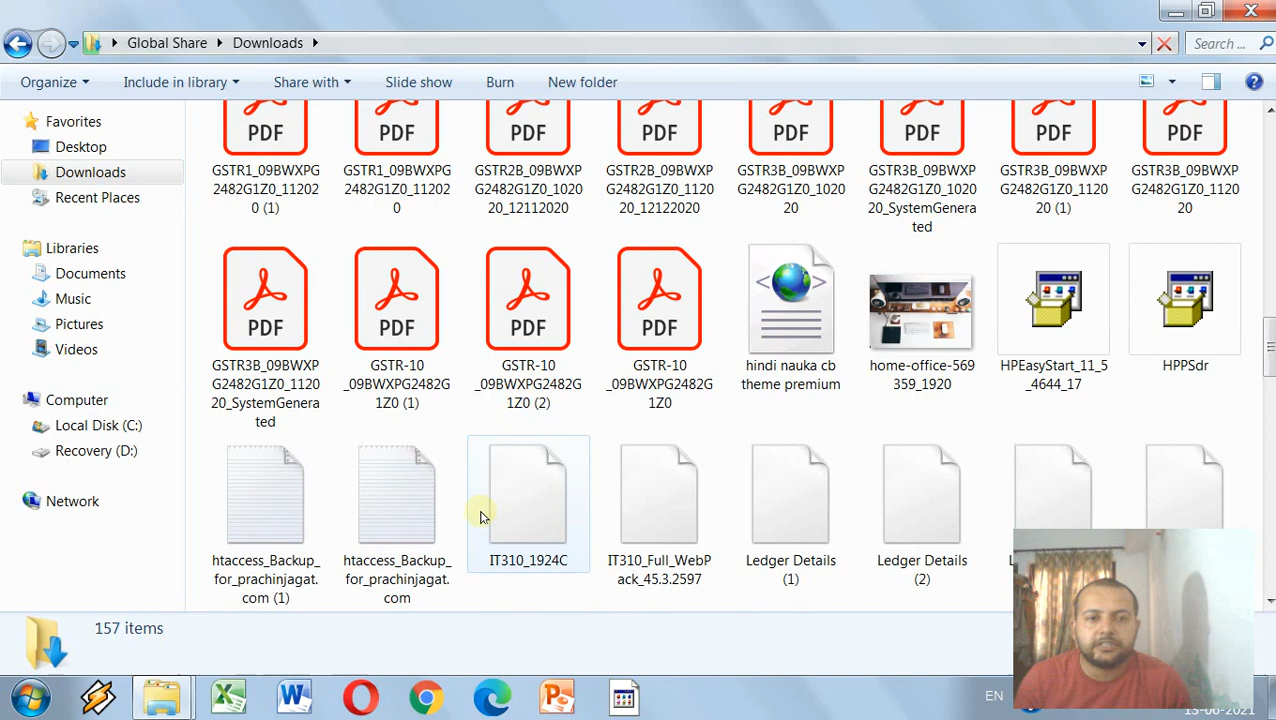 Global Share Downloads Search ...
Organize Include in library Share with Slide show Burn New folder
Favorites
Desktop
Downloads
Recent Places
Libraries
Documents
Music
Pictures
Videos
Computer
Local Disk (C:)
Recovery (D:)
Network
PDF PDF PDF PDF PDF PDF PDF PDF
GSTR1_09BWXPG GSTR1_09BWXPG GSTR2B_09BWXP GSTR2B_09BWXP GSTR3B_09BWXP GSTR3B_09BWXP GSTR3B_09BWXP GSTR3B_09BWXP
2482G1Z0_11202 2482G1Z0_11202 G2482G1Z0_1020 G2482G1Z0_1120 G2482G1Z0_1020 G2482G1Z0_1020 G2482G1Z0_1120 G2482G1Z0_1120
0 (1) 0 20_12112020 20_12122020 20 20_SystemGenera 20 (1) 20
ted
PDF PDF PDF PDF
GSTR3B_09BWXP GSTR-10 GSTR-10 GSTR-10 hindi nauka cb home-office-569 HPEasyStart_11_5 HPPSdr
G2482G1Z0_1120 _09BWXPG2482G _09BWXPG2482G _09BWXPG2482G theme premium 359_1920 _4644_17
20_SystemGenera 1Z0 (1) 1Z0 (2) 1Z0
ted
htaccess_Backup_ htaccess_Backup_ IT310_1924C IT310_Full_WebP Ledger Details Ledger Details
for_prachinjagat. for_prachinjagat. ack_45.3.2597 (1) (2)
com (1) com
157 items
EN
13-06-2021